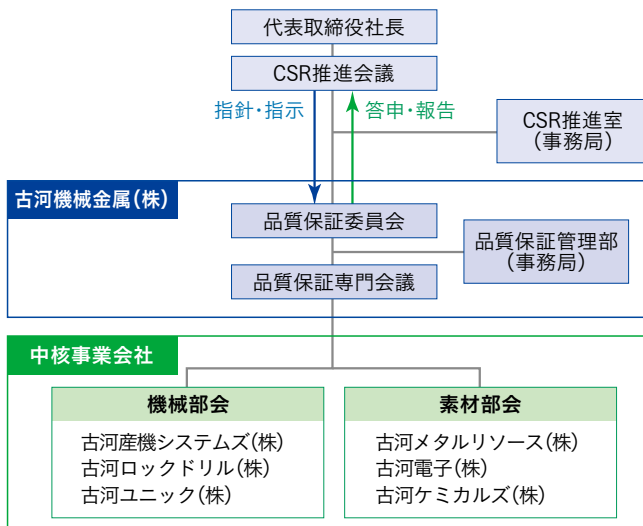 代表取締役社長
CSR推進会議
指針・指示
答申・報告
CSR推進室
(事務局)
古河機械金属(株)
品質保証委員会
品質保証管理部
(事務局)
品質保証専門会議
中核事業会社
機械部会
古河産機システムズ(株)
古河ロックドリル(株)
古河ユニック(株)
素材部会
古河メタルリソース(株)
古河電子(株)
古河ケミカルズ(株)